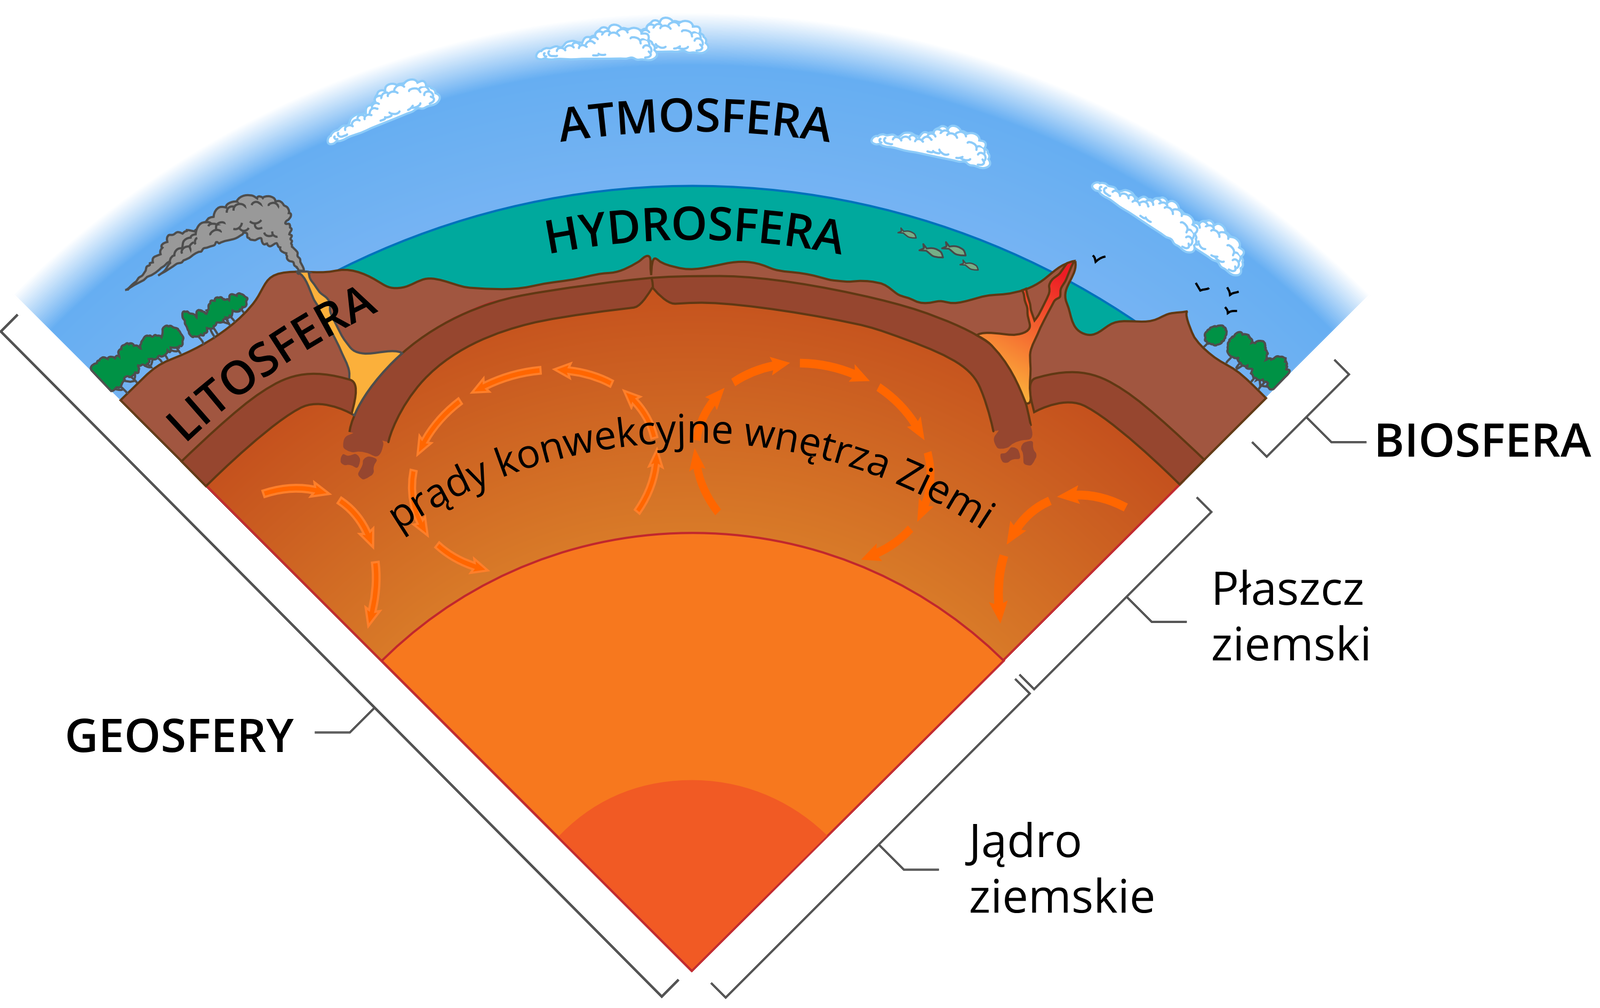 ATMOSFERA
HYDROSFERA
LITOSFERA
BIOSFERA
prądy konwekcyjne wnętrza Ziemi
Płaszcz
ziemski
GEOSFERY
Jądro
ziemskie